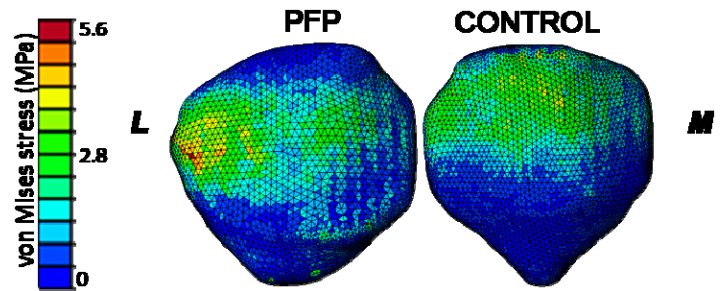 PFP
CONTROL
von Mises stress (MPa)
5.6
2.8
0
L
M